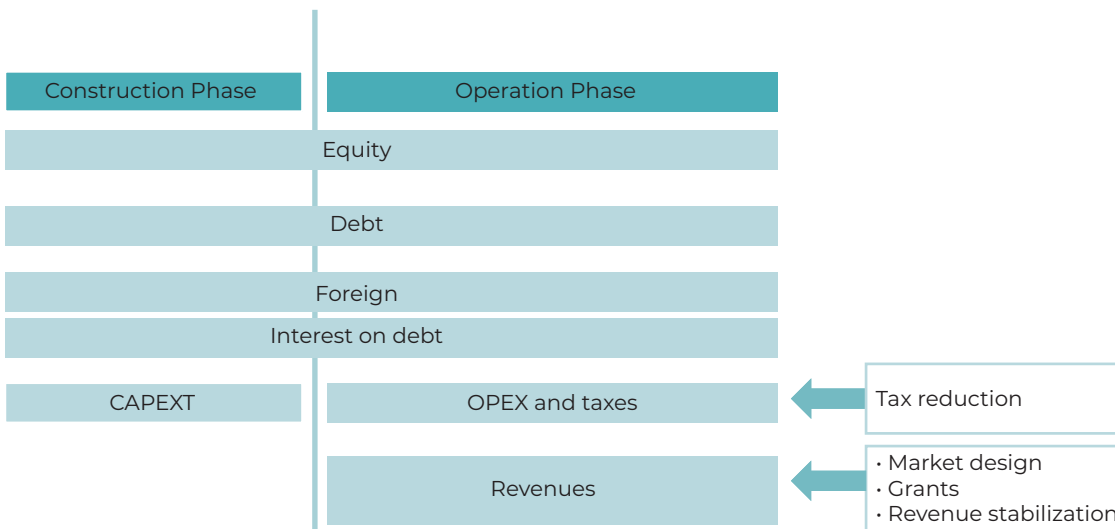 Construction Phase
Operation Phase
Equity
Debt
Foreign
Interest on debt
CAPEXT
OPEX and taxes
Tax reduction
Revenues
• Market design
• Grants
• Revenue stabilization